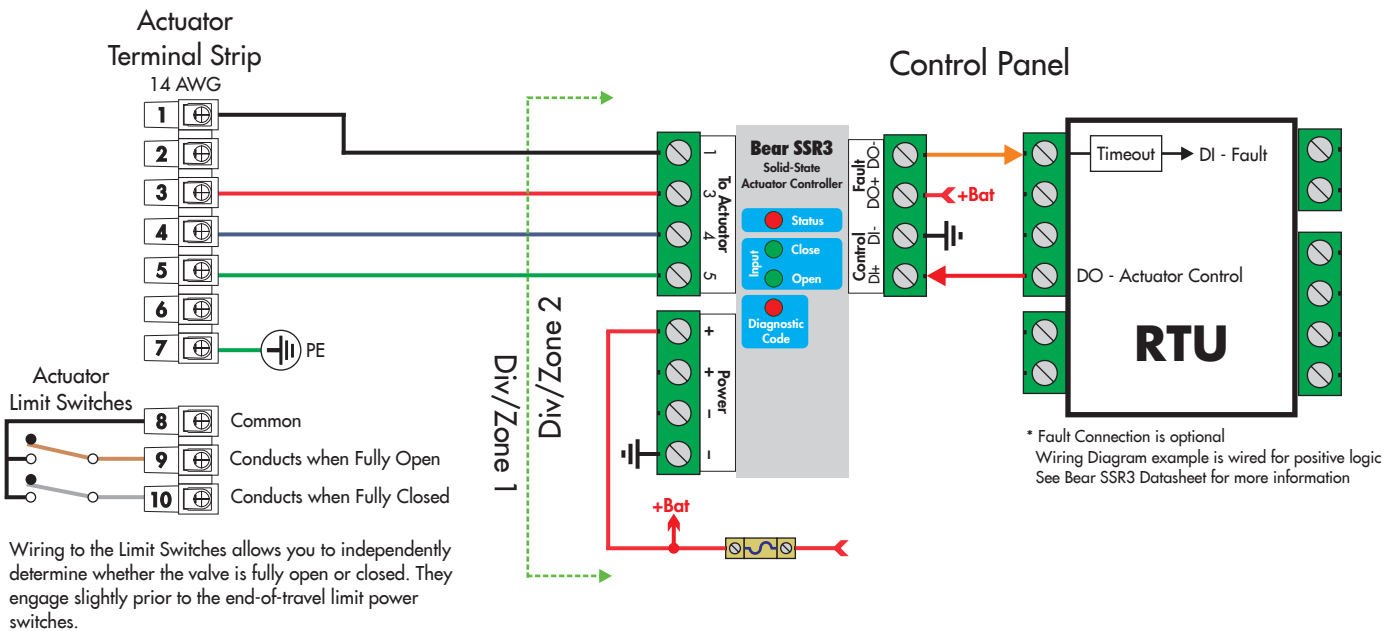 Actuator
Terminal Strip
14 AWG
1
2
3
4
5
6
7
PE
Actuator
Limit Switches
8
Common
9
Conducts when Fully Open
10
Conducts when Fully Closed
Wiring to the Limit Switches allows you to independently
determine whether the valve is fully open or closed. They
engage slightly prior to the end-of-travel limit power
switches.
Div/Zone 1
Div/Zone 2
Control Panel
1
3
4
5
To Actuator
+
+
–
–
Power
Bear SSR3
Solid-State
Actuator Controller
Status
Input
Close
Open
Diagnostic
Code
Fault
DO-
DO+
Control
DI-
DI+
+Bat
+Bat
Timeout
DI - Fault
DO - Actuator Control
RTU
* Fault Connection is optional
Wiring Diagram example is wired for positive logic
See Bear SSR3 Datasheet for more information